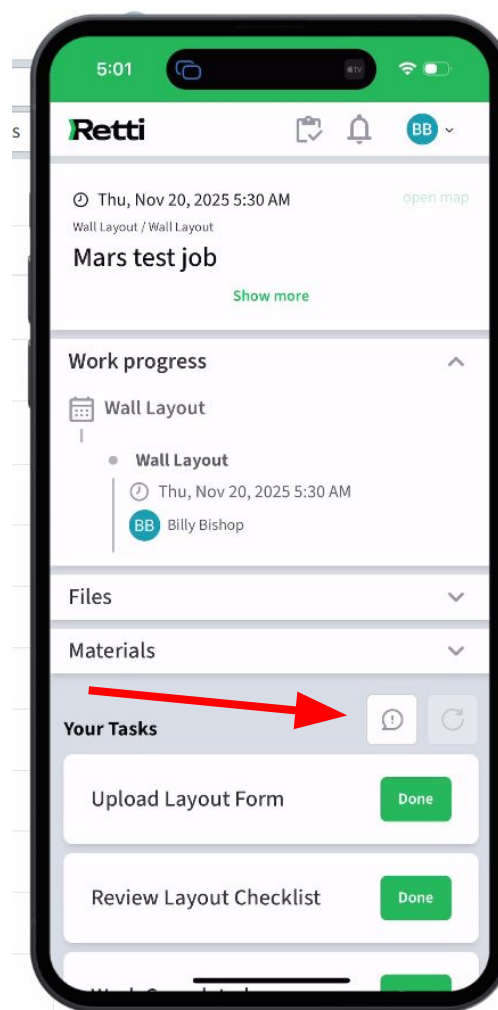 s
5:01
tv
Retti
BB
Thu, Nov 20, 2025 5:30 AM
open map
Wall Layout / Wall Layout
Mars test job
Show more
Work progress
Wall Layout
Wall Layout
Thu, Nov 20, 2025 5:30 AM
BB Billy Bishop
Files
Materials
Your Tasks
Upload Layout Form
Done
Review Layout Checklist
Done